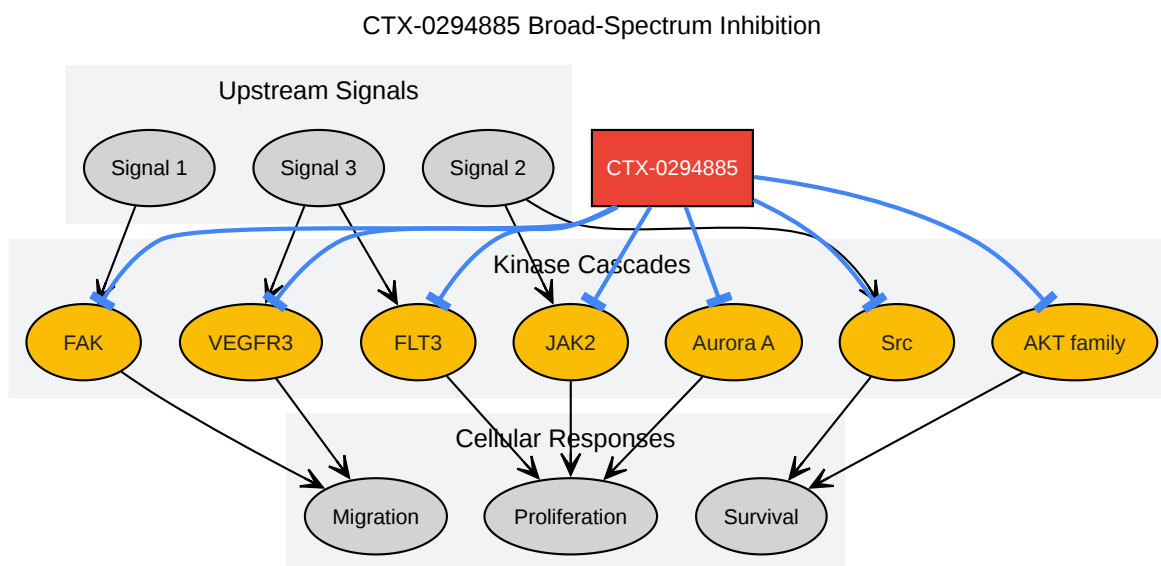 CTX-0294885 Broad-Spectrum Inhibition
Upstream Signals
Signal 1
Signal 3
Signal 2
CTX-0294885
Kinase Cascades
FAK
VEGFR3
FLT3
JAK2
Aurora A
Src
AKT family
Cellular Responses
Migration
Proliferation
Survival